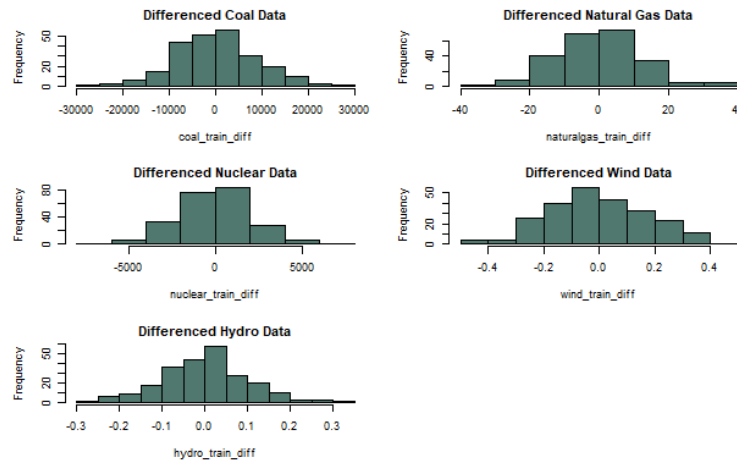 Differenced Coal Data
Frequency
0 20 50
-30000 -20000 -10000 0 10000 20000 30000
coal_train_diff
Differenced Natural Gas Data
Frequency
0 40
-40 -20 0 20
naturalgas_train_diff
Differenced Nuclear Data
Frequency
0 40 80
-5000 0 5000
nuclear_train_diff
Differenced Wind Data
Frequency
0 20 50
-0.4 -0.2 0.0 0.2 0.4
wind_train_diff
Differenced Hydro Data
Frequency
0 20 50
-0.3 -0.2 -0.1 0.0 0.1 0.2 0.3
hydro_train_diff